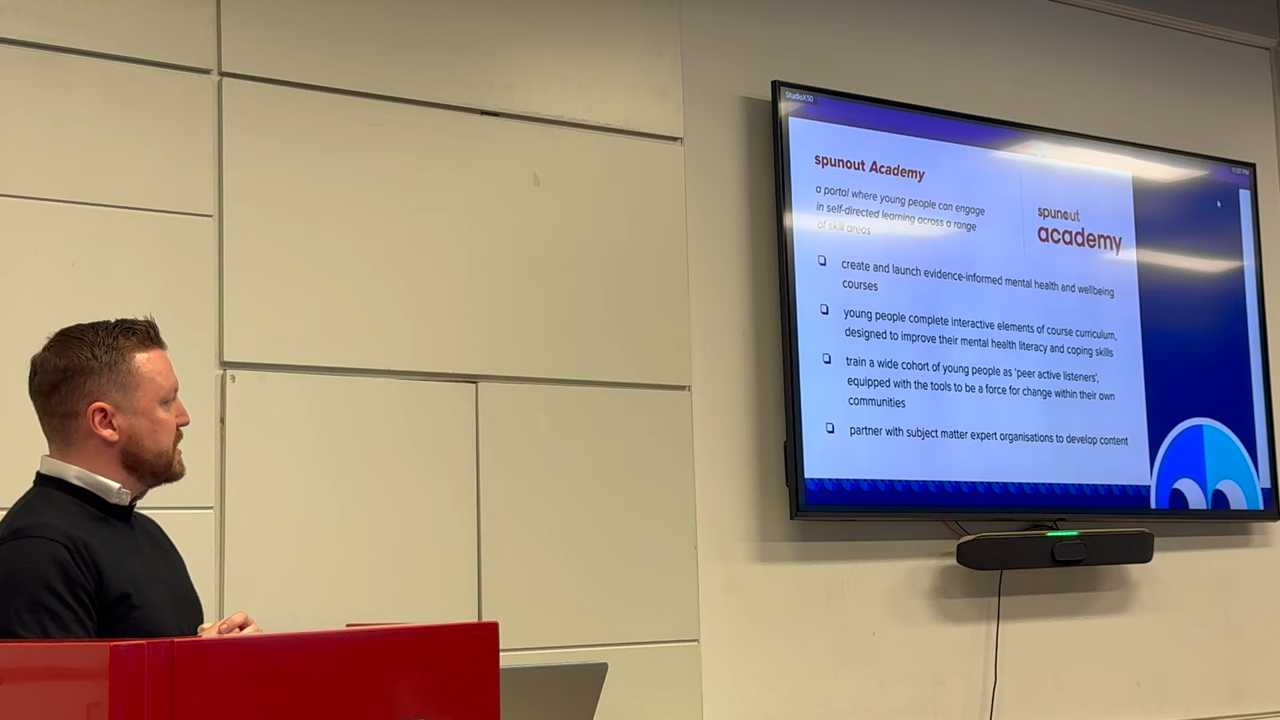 StudioX50
11:07 PM
spunout Academy
a portal where young people can engage
in self-directed learning across a range
of skill areas
spunout
academy
create and launch evidence-informed mental health and wellbeing
courses
young people complete interactive elements of course curriculum,
designed to improve their mental health literacy and coping skills
train a wide cohort of young people as 'peer active listeners',
equipped with the tools to be a force for change within their own
communities
partner with subject matter expert organisations to develop content